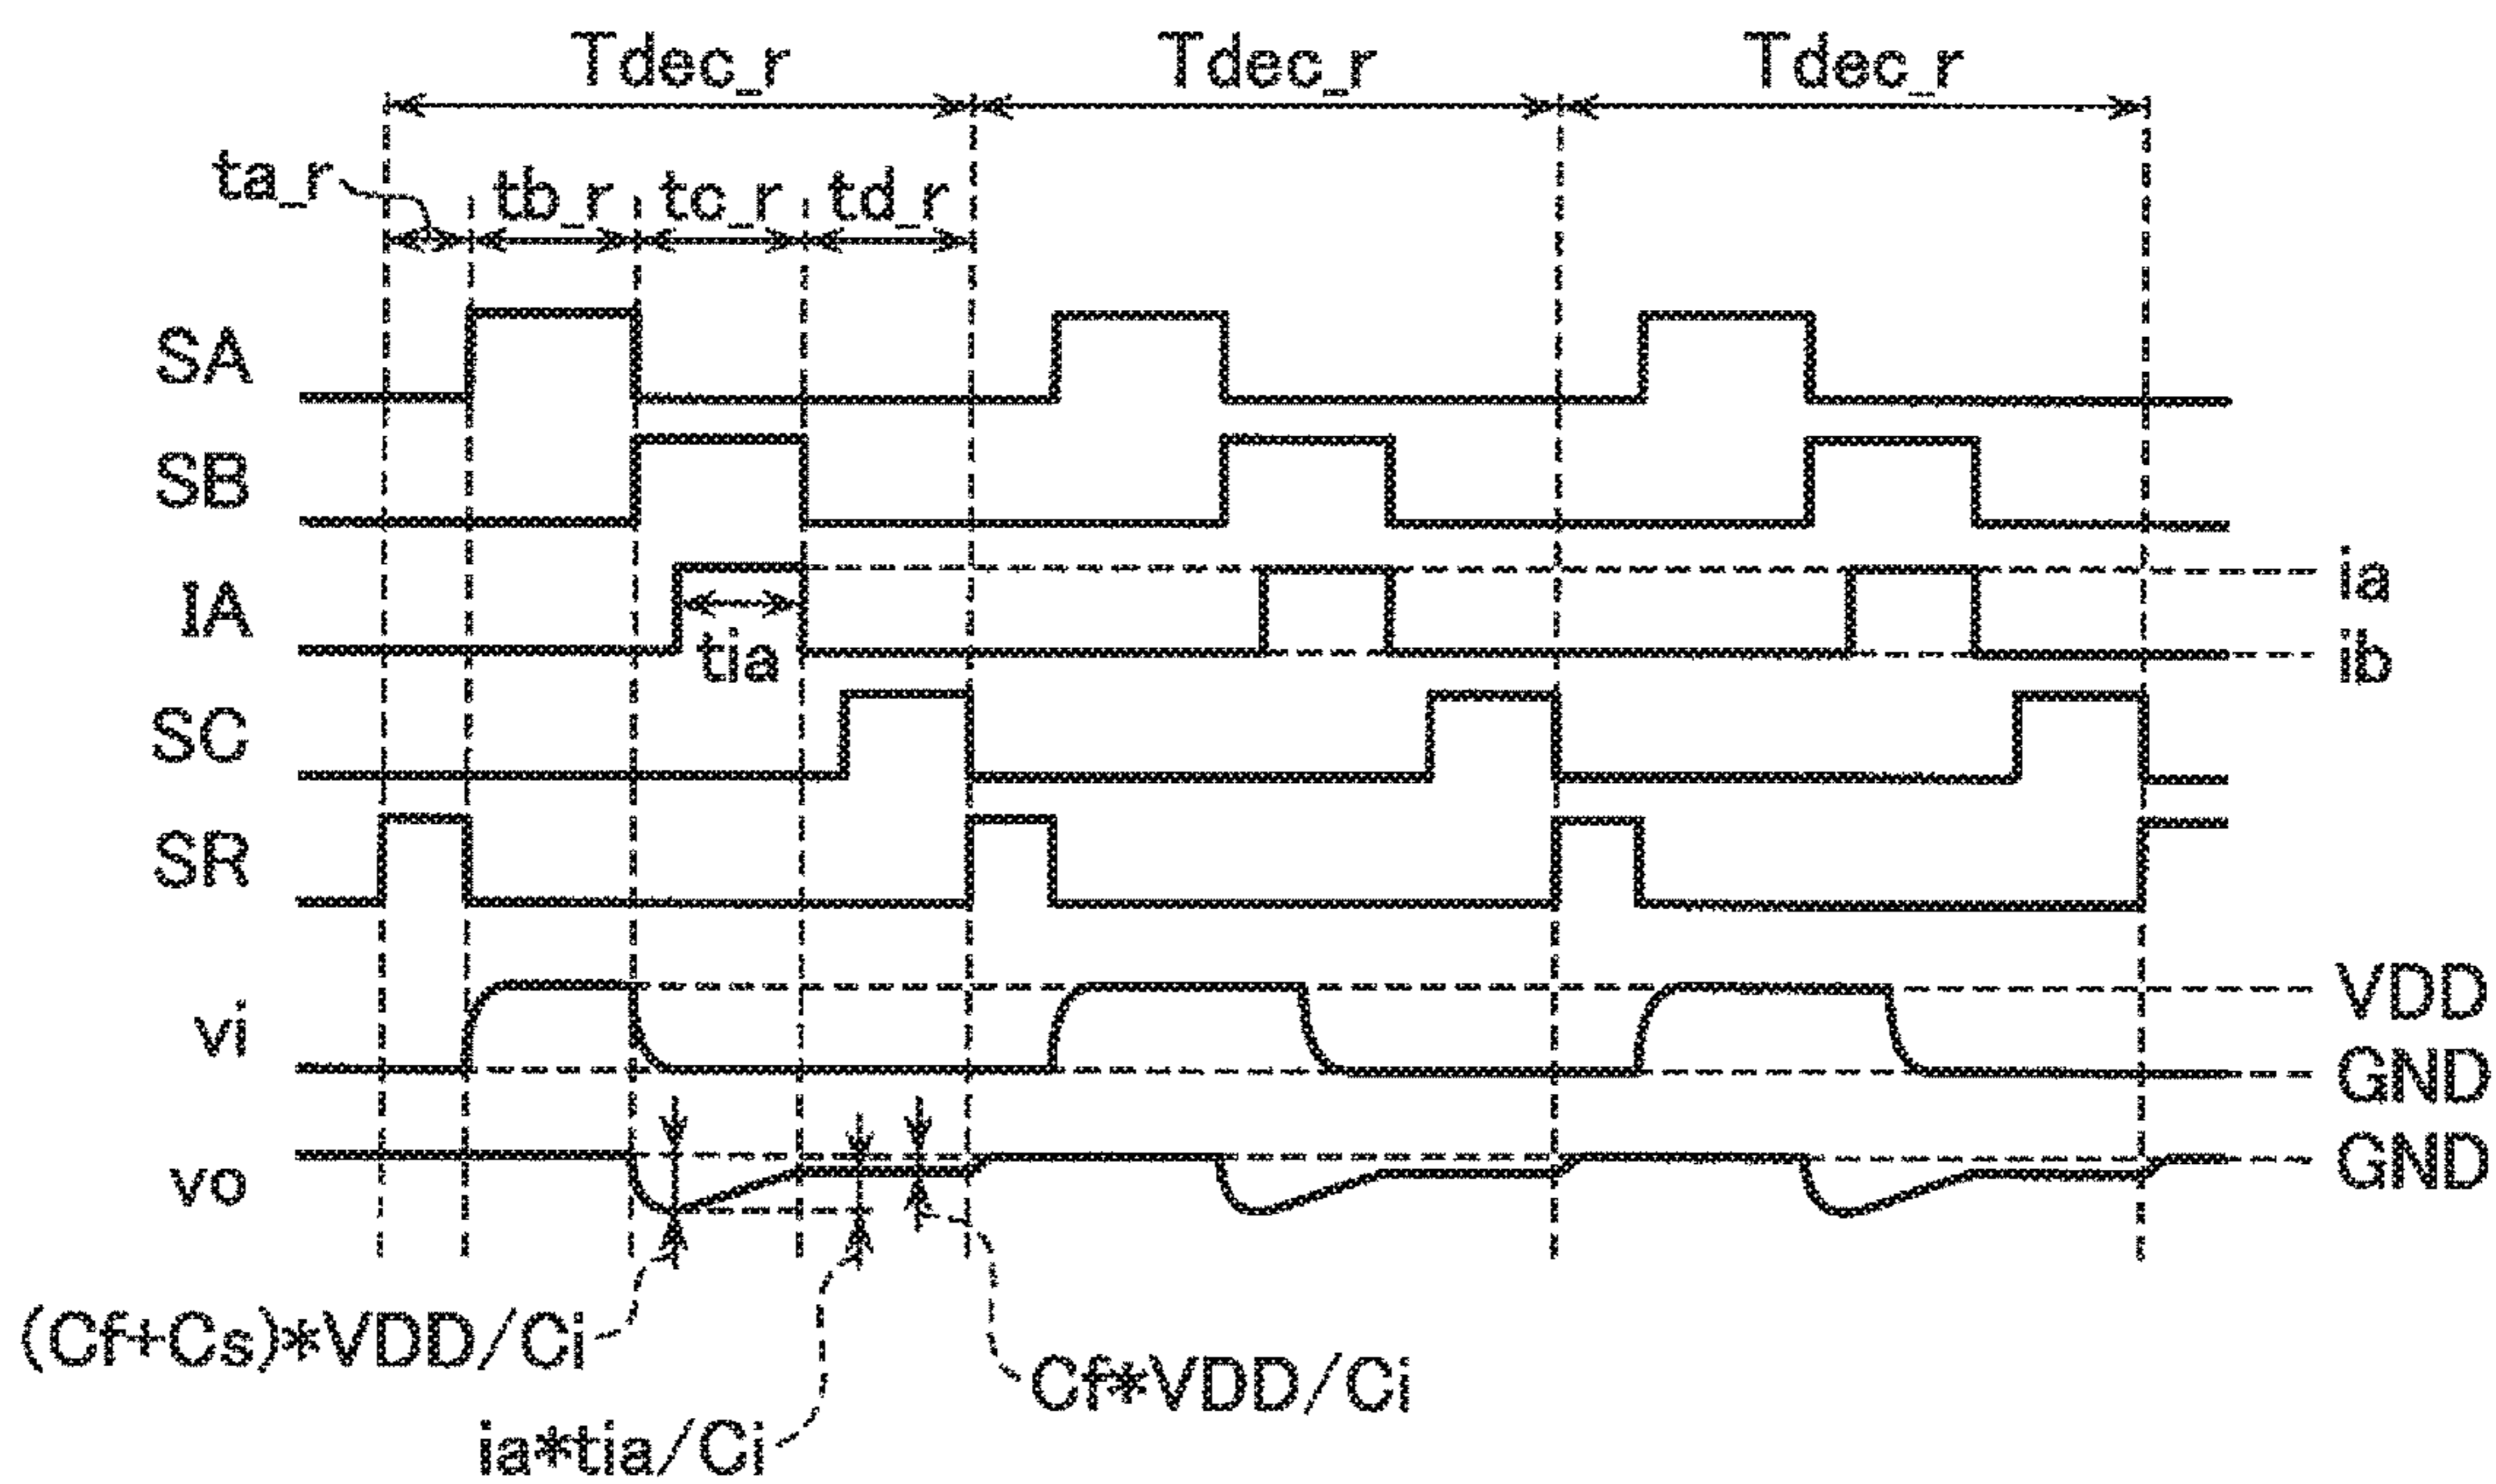 Tdec_r Tdec_r Tdec_r
ta_r tb_r tc_r td_r
SA
SB
IA ia
tia ib
SC
SR
vi VDD
GND
vo GND
(Cf+Cs)*VDD/Ci
Cf*VDD/Ci
ia*tia/Ci